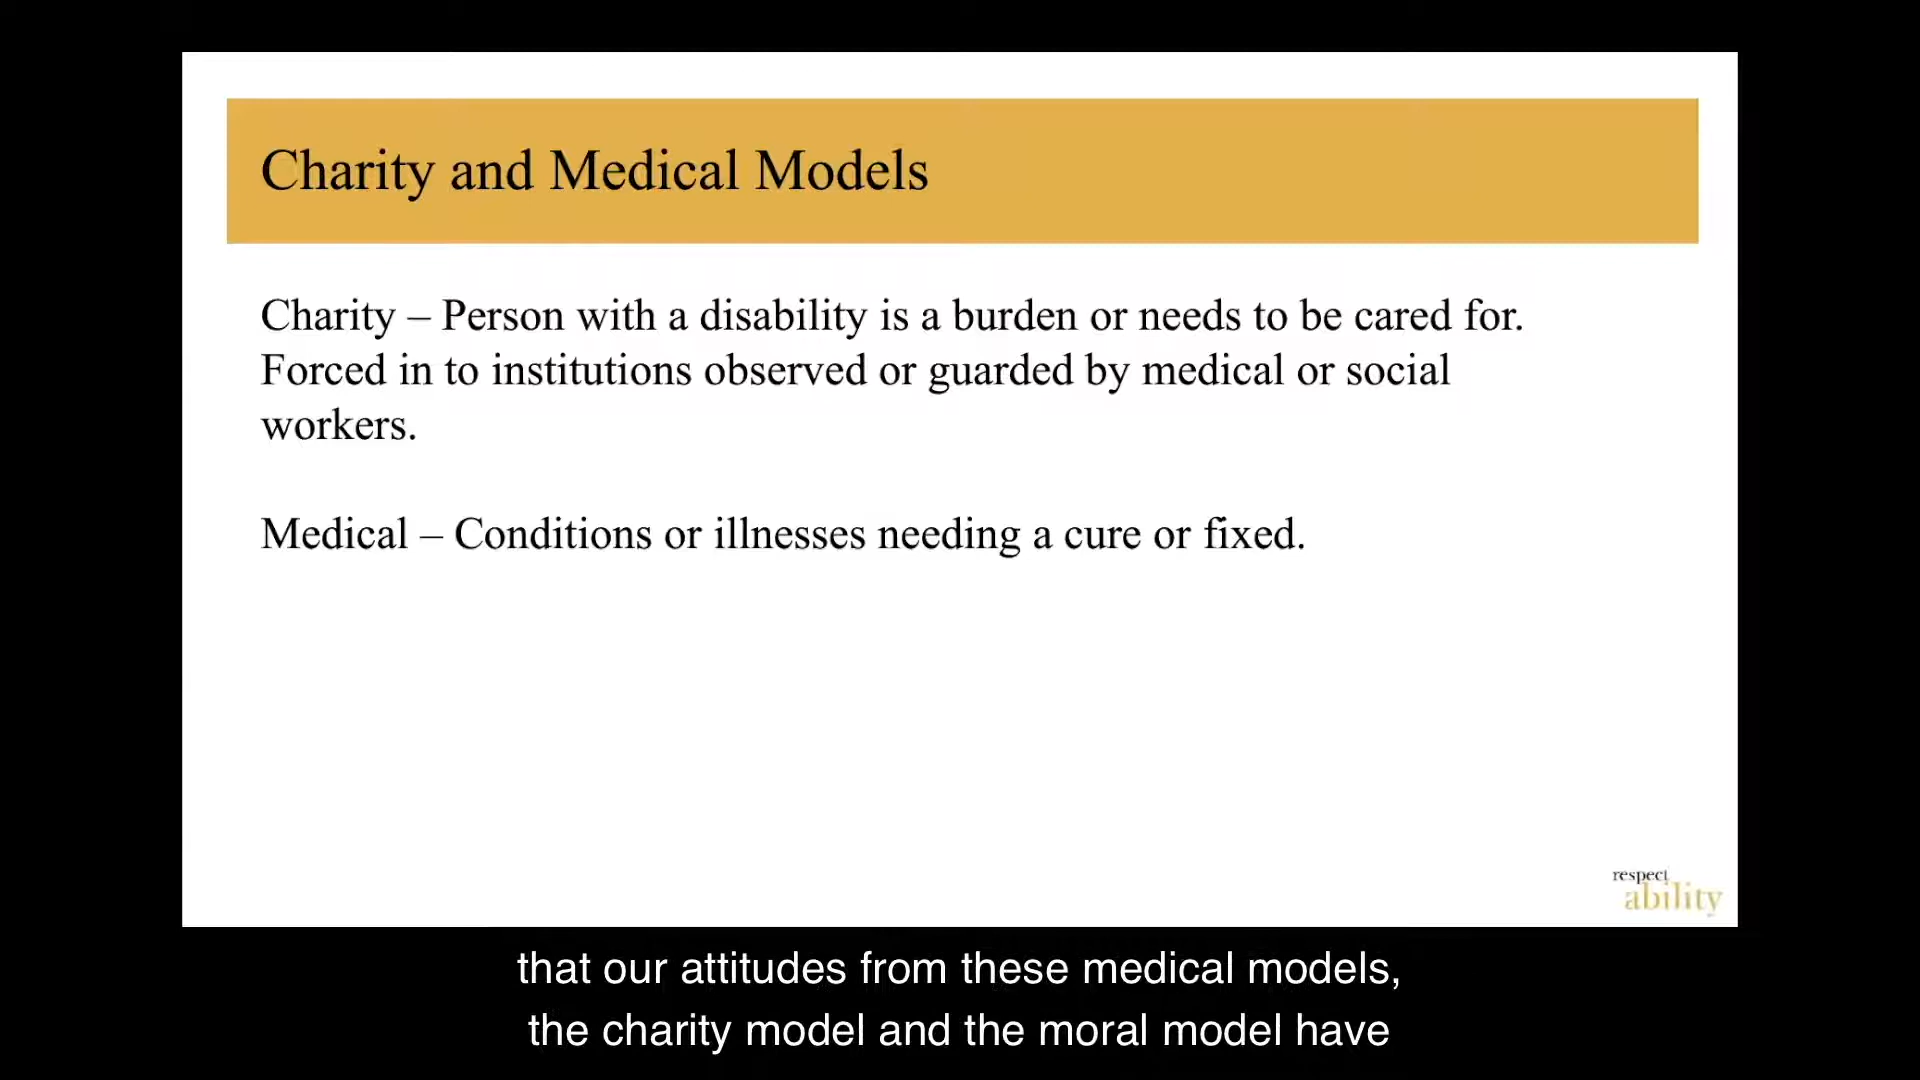 Charity and Medical Models
Charity – Person with a disability is a burden or needs to be cared for.
Forced in to institutions observed or guarded by medical or social
workers.
Medical – Conditions or illnesses needing a cure or fixed.
respect
ability
that our attitudes from these medical models,
the charity model and the moral model have